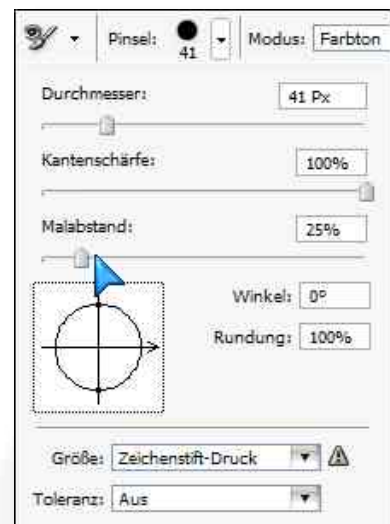 Pinsel: 41 Modus: Farbton
Durchmesser: 41 Px
Kantenschärfe: 100%
Malabstand: 25%
Winkel: 0º
Rundung: 100%
Größe: Zeichenstift-Druck
Toleranz: Aus